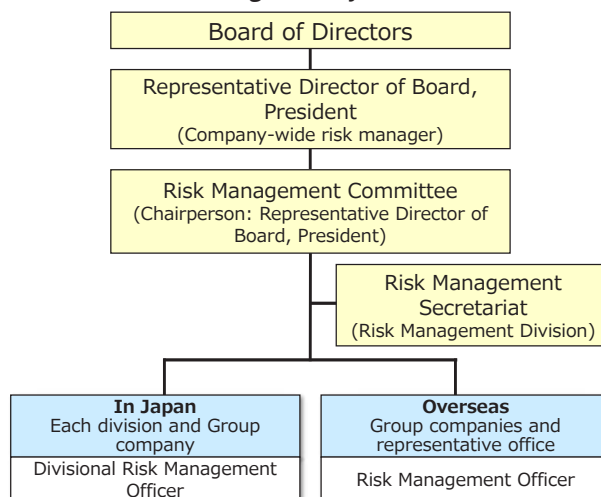 Board of Directors
Representative Director of Board,
President
(Company-wide risk manager)
Risk Management Committee
(Chairperson: Representative Director of
Board, President)
Risk Management
Secretariat
(Risk Management Division)
In Japan
Each division and Group
company
Divisional Risk Management
Officer
Overseas
Group companies and
representative office
Risk Management Officer